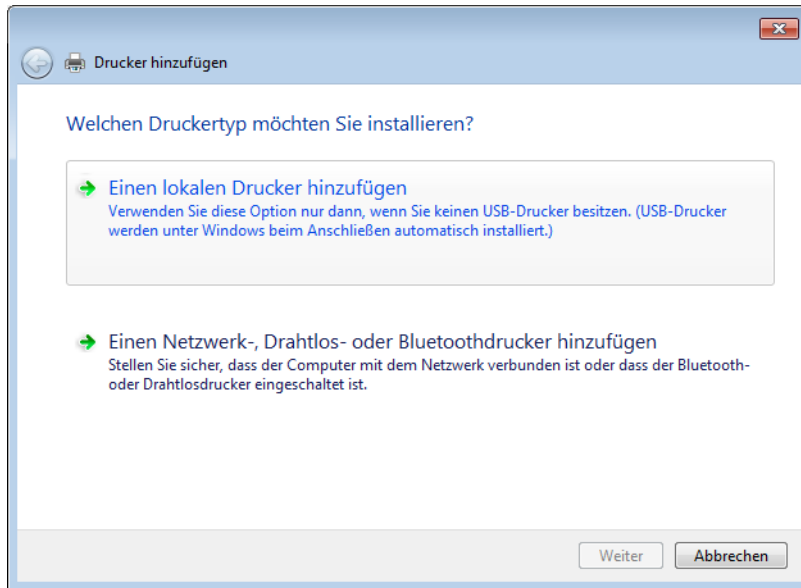 Drucker hinzufügen
Welchen Druckertyp möchten Sie installieren?
Einen lokalen Drucker hinzufügen
Verwenden Sie diese Option nur dann, wenn Sie keinen USB-Drucker besitzen. (USB-Drucker
werden unter Windows beim Anschließen automatisch installiert.)
Einen Netzwerk-, Drahtlos- oder Bluetoothdrucker hinzufügen
Stellen Sie sicher, dass der Computer mit dem Netzwerk verbunden ist oder dass der Bluetooth-
oder Drahtlosdrucker eingeschaltet ist.
Weiter
Abbrechen